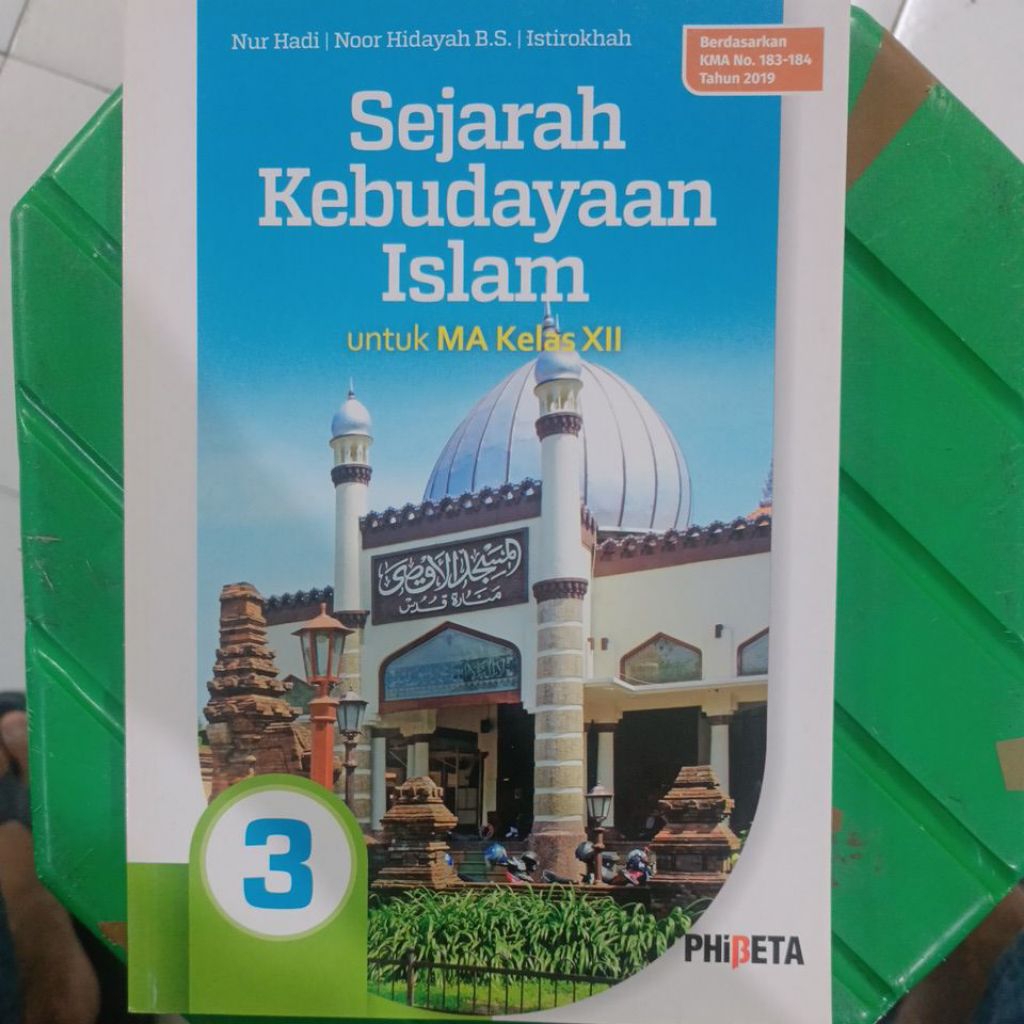 Nur Hadi | Noor Hidayah B.S. | Istirokhah
Berdasarkan
KMA No. 183-184
Tahun 2019
Sejarah
Kebudayaan
Islam
untuk MA Kelas XII
المسجد الأقصى
منارة قدس
3
PHiBETA